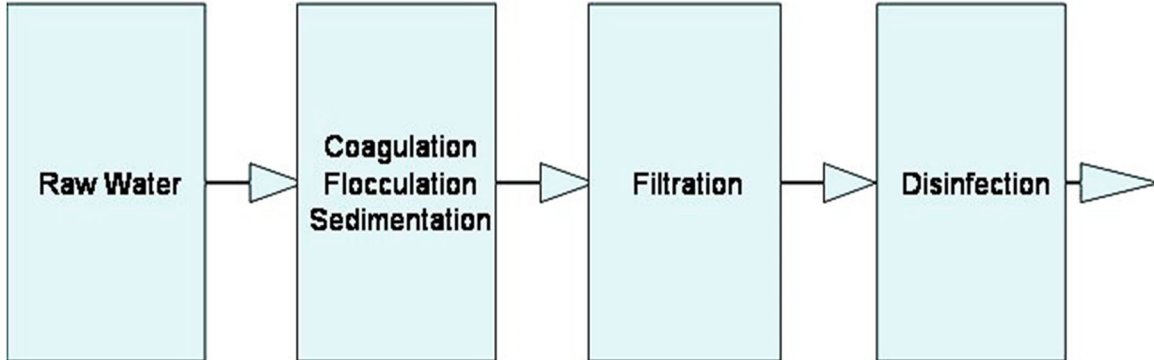 Raw Water
Coagulation
Flocculation
Sedimentation
Filtration
Disinfection